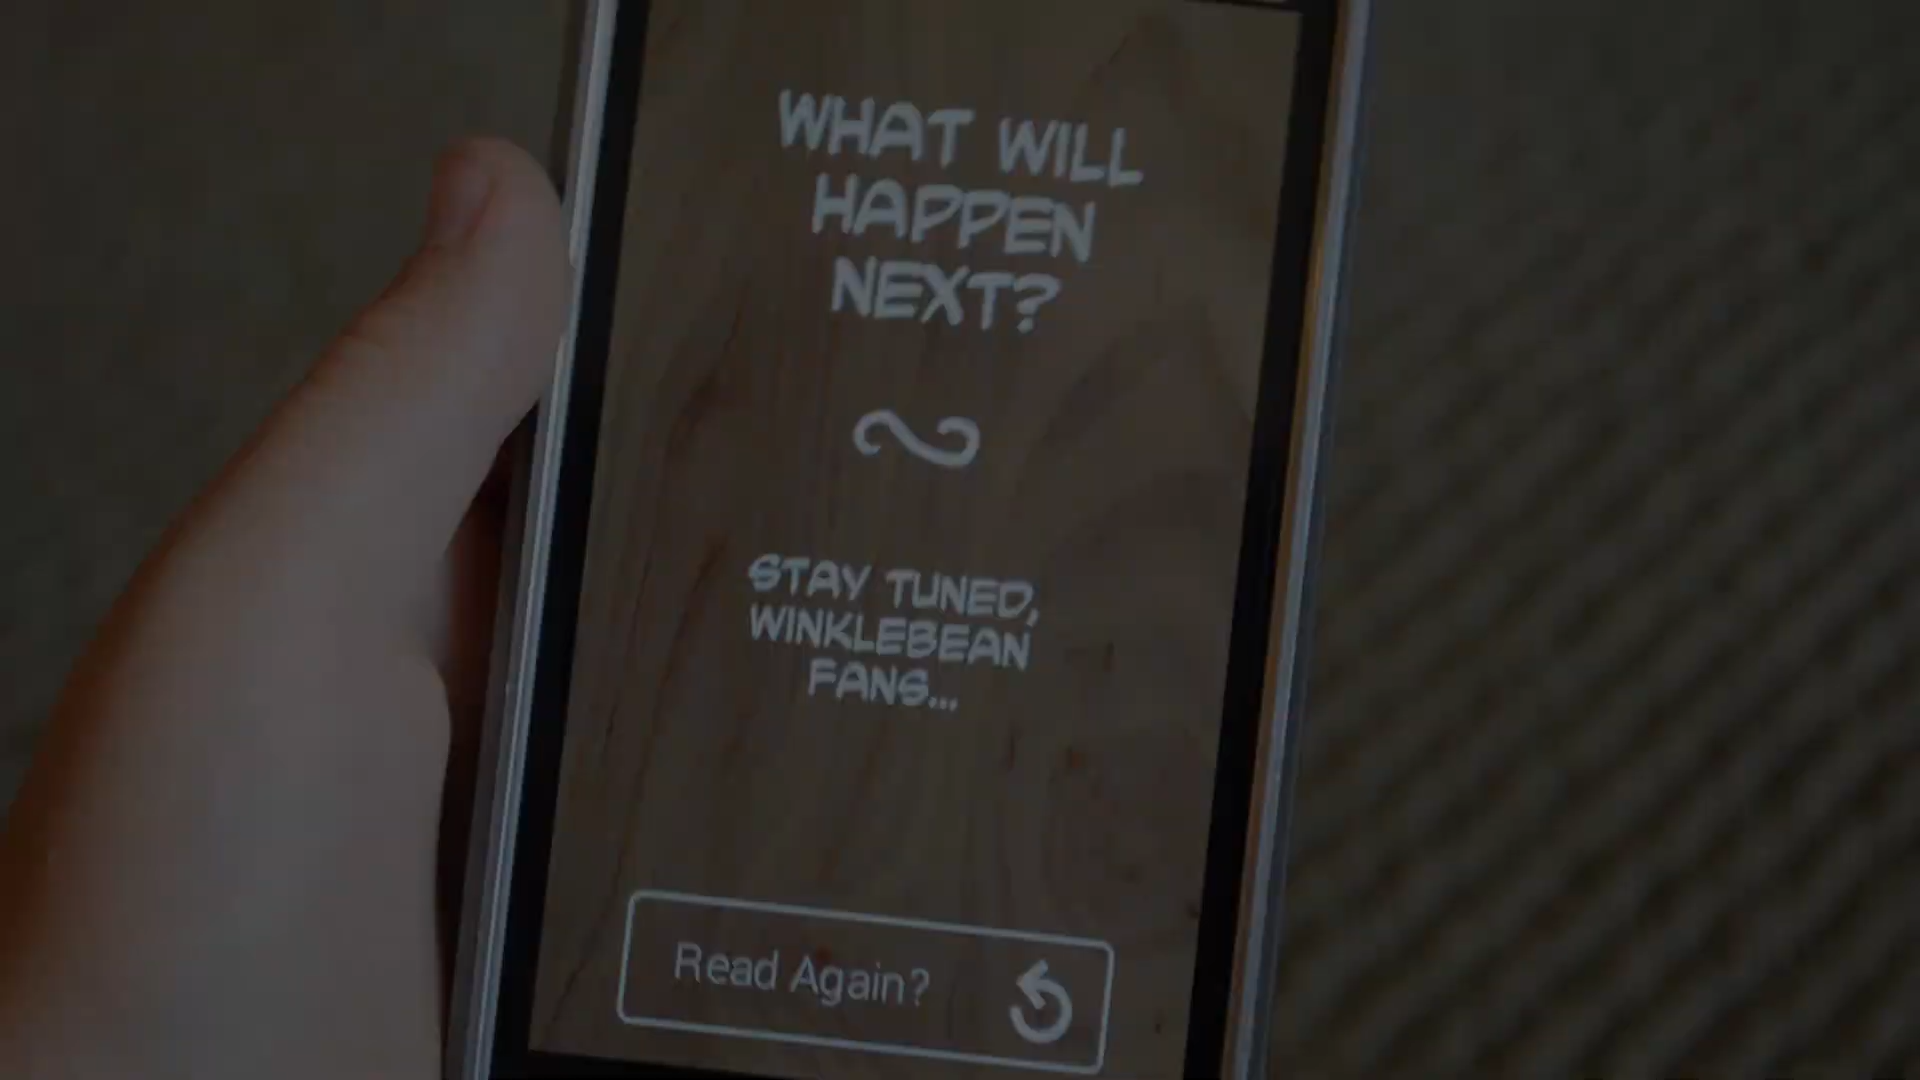 WHAT WILL
HAPPEN
NEXT?
STAY TUNED,
WINKLEBEAN
FANS...
Read Again?